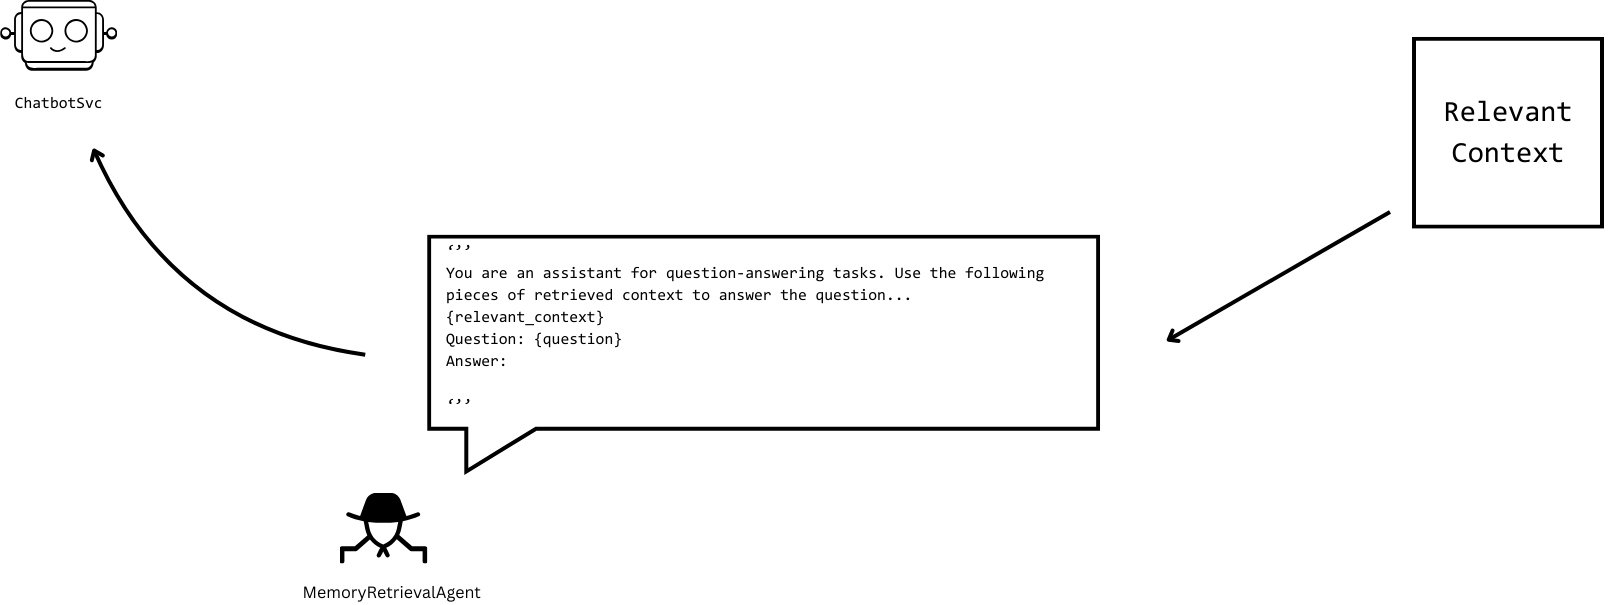 ChatbotSvc
Relevant
Context
‘’’
You are an assistant for question-answering tasks. Use the following
pieces of retrieved context to answer the question...
{relevant_context}
Question: {question}
Answer:
‘’’
MemoryRetrievalAgent